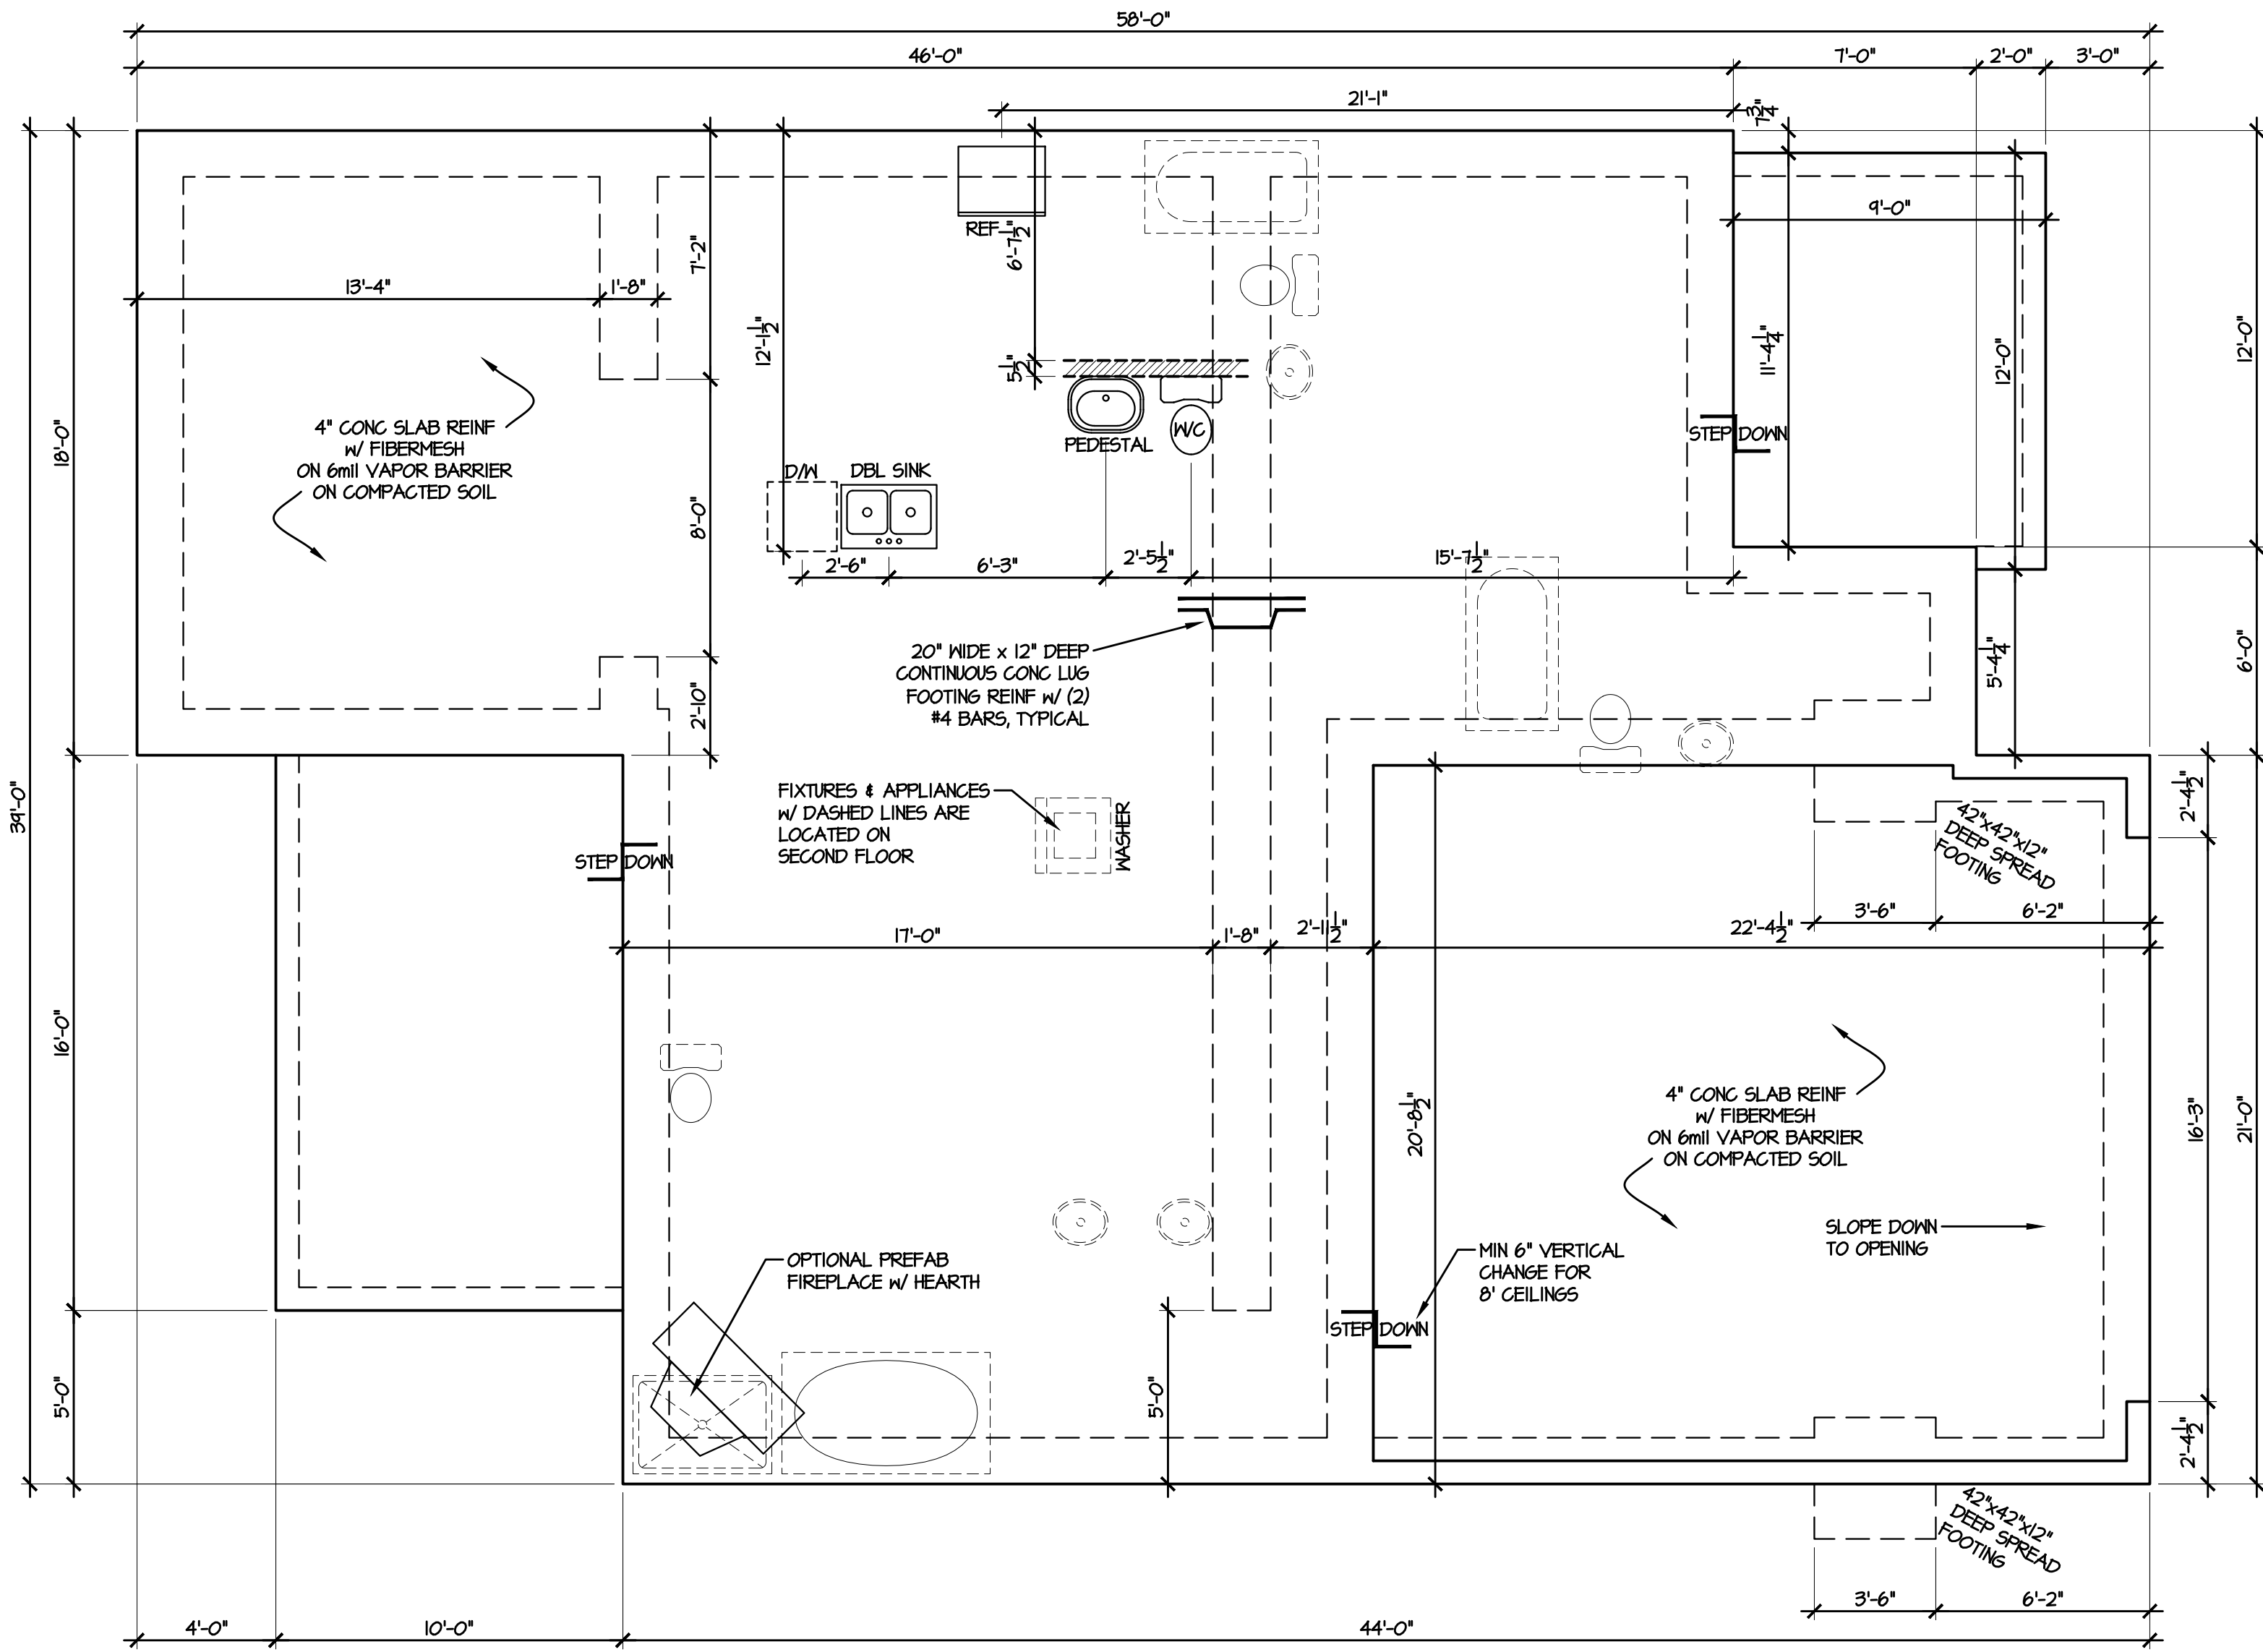 58'-0"
46'-0"
7'-0"
2'-0"
3'-0"
21'-1"
7 3/4"
9'-0"
REF
6'-7 1/2"
7'-2"
13'-4"
1'-8"
12'-1 1/2"
11'-4 1/4"
12'-0"
12'-0"
5 1/2"
4" CONC SLAB REINF
w/ FIBERMESH
ON 6mil VAPOR BARRIER
ON COMPACTED SOIL
18'-0"
PEDESTAL
W/C
STEP DOWN
D/W
DBL SINK
8'-0"
2'-6"
6'-3"
2'-5 1/2"
15'-7 1/2"
20" WIDE x 12" DEEP
CONTINUOUS CONC LUG
FOOTING REINF w/ (2)
#4 BARS, TYPICAL
2'-10"
5'-4 1/4"
6'-0"
39'-0"
FIXTURES & APPLIANCES
w/ DASHED LINES ARE
LOCATED ON
SECOND FLOOR
WASHER
STEP DOWN
2'-4 1/2"
42"x42"x12"
DEEP SPREAD
FOOTING
3'-6"
6'-2"
17'-0"
1'-8"
2'-11 1/2"
22'-4 1/2"
16'-0"
20'-8 1/2"
4" CONC SLAB REINF
w/ FIBERMESH
ON 6mil VAPOR BARRIER
ON COMPACTED SOIL
16'-3"
21'-0"
SLOPE DOWN
TO OPENING
OPTIONAL PREFAB
FIREPLACE w/ HEARTH
MIN 6" VERTICAL
CHANGE FOR
8' CEILINGS
STEP DOWN
5'-0"
5'-0"
2'-4 1/2"
42"x42"x12"
DEEP SPREAD
FOOTING
3'-6"
6'-2"
4'-0"
10'-0"
44'-0"